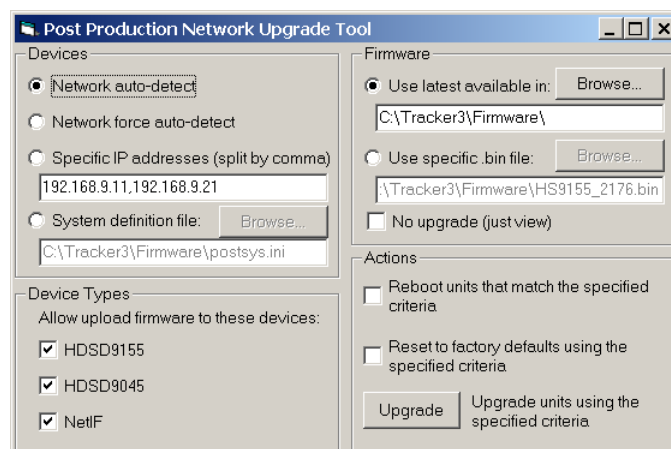 Post Production Network Upgrade Tool
Devices
Network auto-detect
Network force auto-detect
Specific IP addresses (split by comma)
192.168.9.11,192.168.9.21
System definition file:
Browse...
C:\Tracker3\Firmware\postsys.ini
Device Types
Allow upload firmware to these devices:
HDSD9155
HDSD9045
NetIF
Firmware
Use latest available in:
Browse...
C:\Tracker3\Firmware\
Use specific .bin file:
Browse...
:\Tracker3\Firmware\HS9155_2176.bin
No upgrade (just view)
Actions
Reboot units that match the specified
criteria
Reset to factory defaults using the
specified criteria
Upgrade
Upgrade units using the
specified criteria